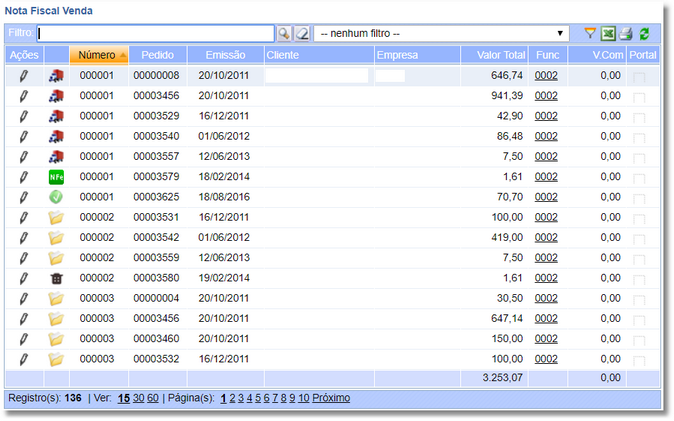 Nota Fiscal Venda
Filtro: -- nenhum filtro --
Ações Número Pedido Emissão Cliente Empresa Valor Total Func V.Com Portal
000001 00000008 20/10/2011 646,74 0002 0,00
000001 00003456 20/10/2011 941,39 0002 0,00
000001 00003529 16/12/2011 42,90 0002 0,00
000001 00003540 01/06/2012 86,48 0002 0,00
000001 00003557 12/06/2013 7,50 0002 0,00
NFe 000001 00003579 18/02/2014 1,61 0002 0,00
000001 00003625 18/08/2016 70,70 0002 0,00
000002 00003531 16/12/2011 100,00 0002 0,00
000002 00003542 01/06/2012 419,00 0002 0,00
000002 00003559 12/06/2013 7,50 0002 0,00
000002 00003580 19/02/2014 1,61 0002 0,00
000003 00000004 20/10/2011 30,50 0002 0,00
000003 00003456 20/10/2011 647,14 0002 0,00
000003 00003460 20/10/2011 150,00 0002 0,00
000003 00003532 16/12/2011 100,00 0002 0,00
3.253,07 0,00
Registro(s): 136 | Ver: 15 30 60 | Página(s): 1 2 3 4 5 6 7 8 9 10 Próximo